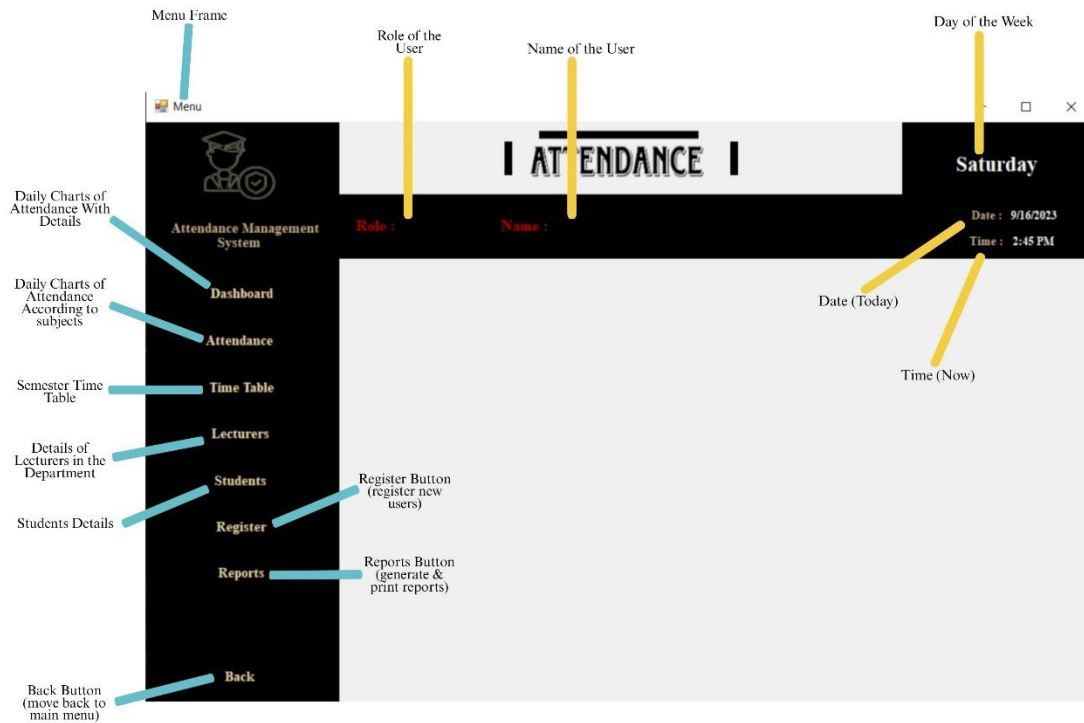 Menu Frame
Role of the
User
Name of the User
Day of the Week
Menu
ATTENDANCE
Saturday
Date : 9/16/2023
Time : 2:45 PM
Role :
Name :
Attendance Management
System
Daily Charts of
Attendance With
Details
Dashboard
Daily Charts of
Attendance
According to
subjects
Attendance
Date (Today)
Time (Now)
Semester Time
Table
Time Table
Details of
Lecturers in the
Department
Lecturers
Students Details
Students
Register Button
(register new
users)
Register
Reports Button
(generate &
print reports)
Reports
Back Button
(move back to
main menu)
Back